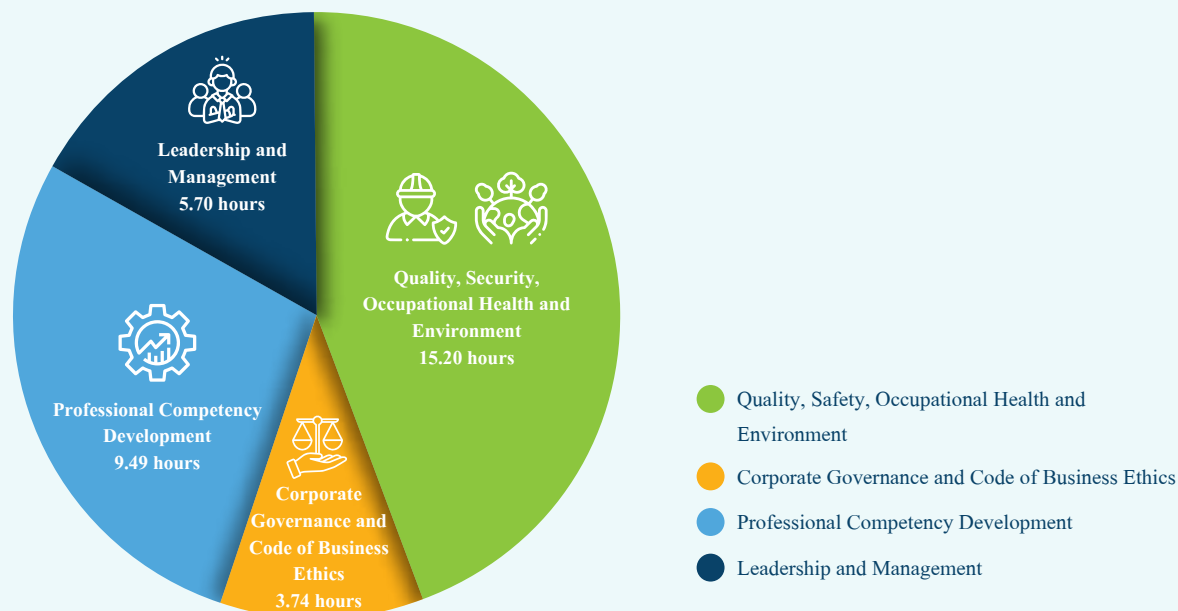 Leadership and
Management
5.70 hours
Quality, Security,
Occupational Health and
Environment
15.20 hours
Professional Competency
Development
9.49 hours
Corporate
Governance and
Code of Business
Ethics
3.74 hours
Quality, Safety, Occupational Health and
Environment
Corporate Governance and Code of Business Ethics
Professional Competency Development
Leadership and Management